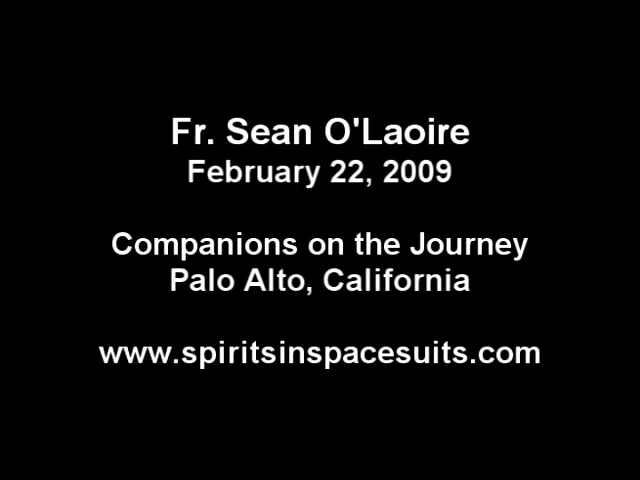 Fr. Sean O'Laoire
February 22, 2009
Companions on the Journey
Palo Alto, California
www.spiritsinspacesuits.com